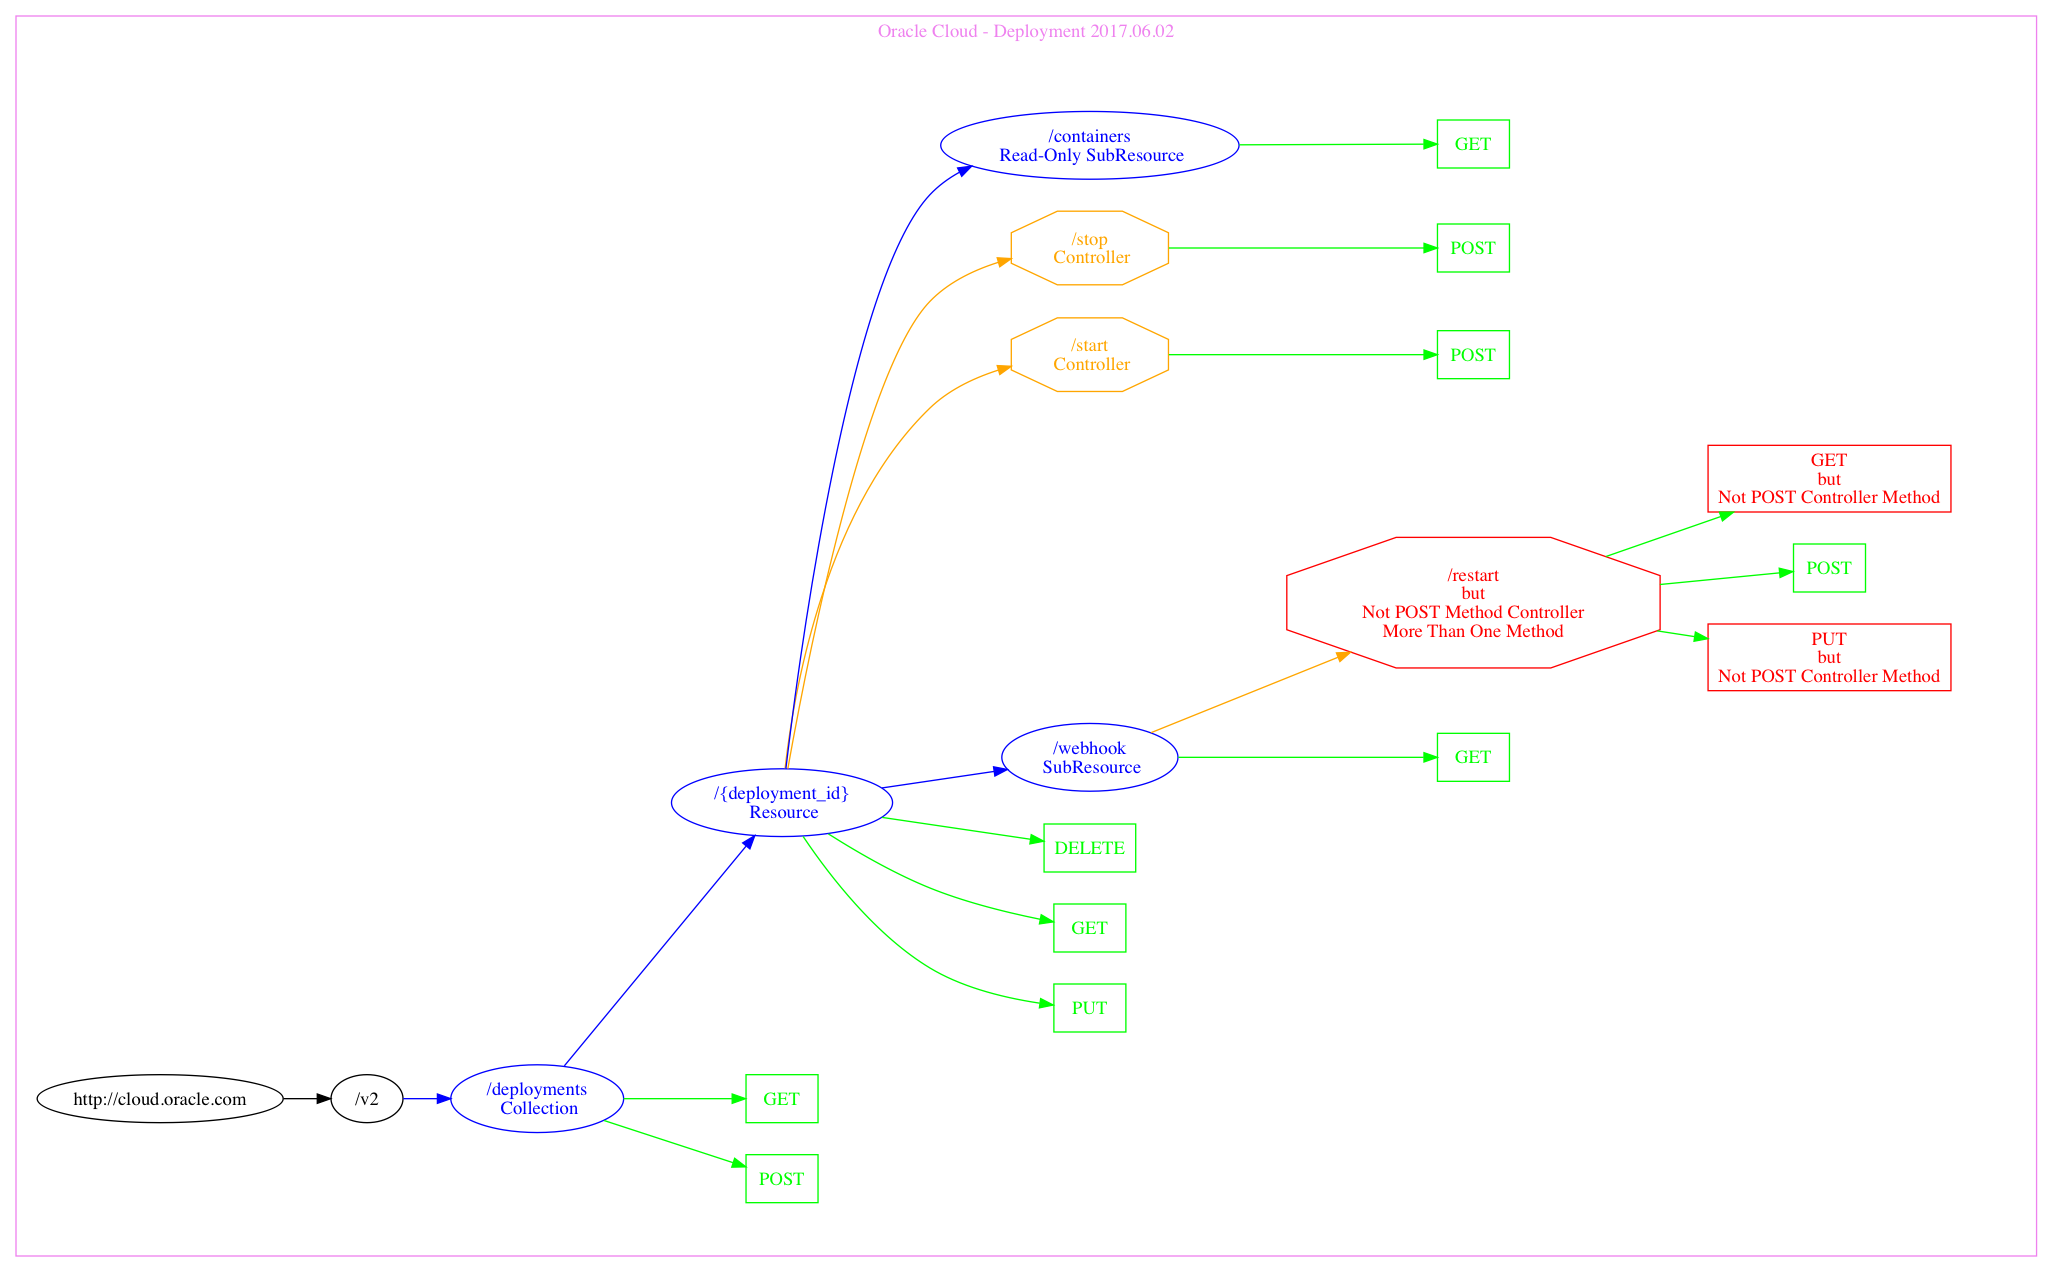 Oracle Cloud - Deployment 2017.06.02
/containers
Read-Only SubResource
GET
/stop
Controller
POST
/start
Controller
POST
GET
but
Not POST Controller Method
/restart
but
Not POST Method Controller
More Than One Method
POST
PUT
but
Not POST Controller Method
/webhook
SubResource
GET
/{deployment_id}
Resource
DELETE
GET
PUT
http://cloud.oracle.com
/v2
/deployments
Collection
GET
POST